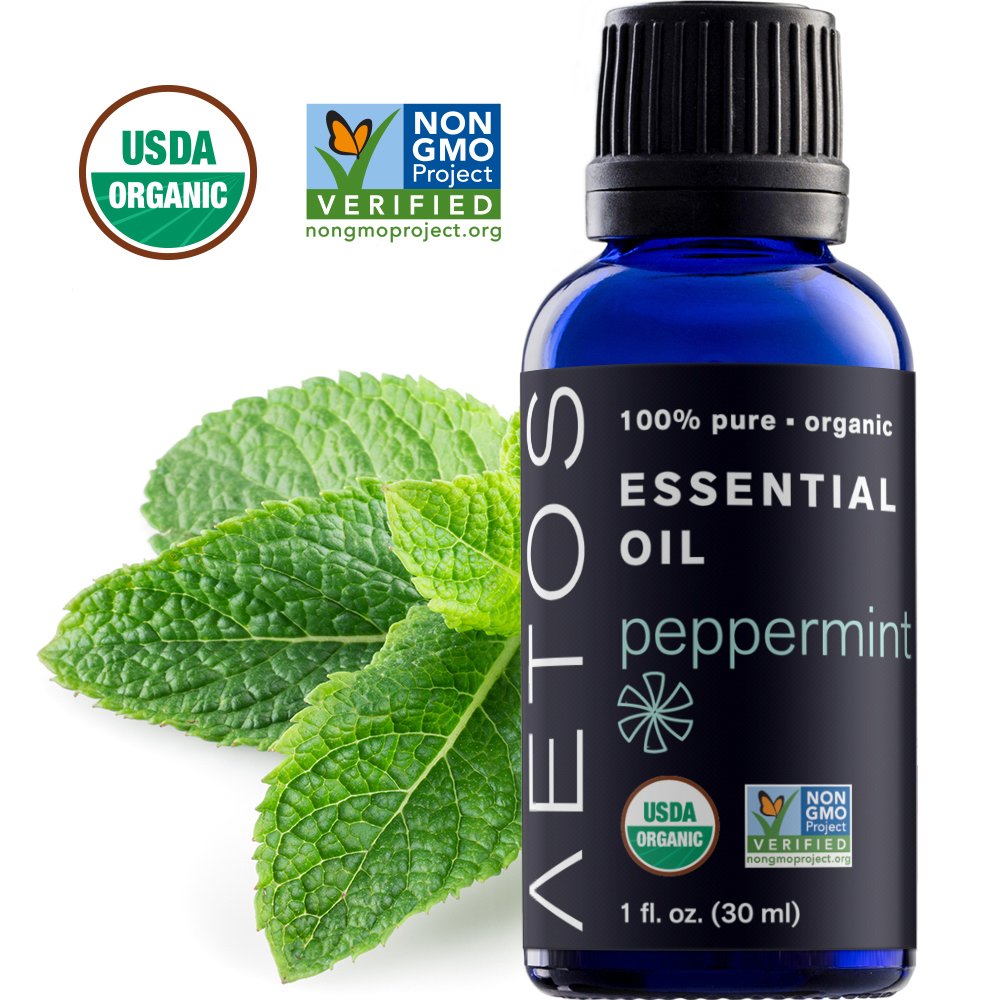 USDA
ORGANIC
NON
GMO
Project
VERIFIED
nongmoproject.org
AETOS
100% pure ▪ organic
ESSENTIAL
OIL
peppermint
USDA
ORGANIC
NON
GMO
Project
VERIFIED
nongmoproject.org
1 fl. oz. (30 ml)